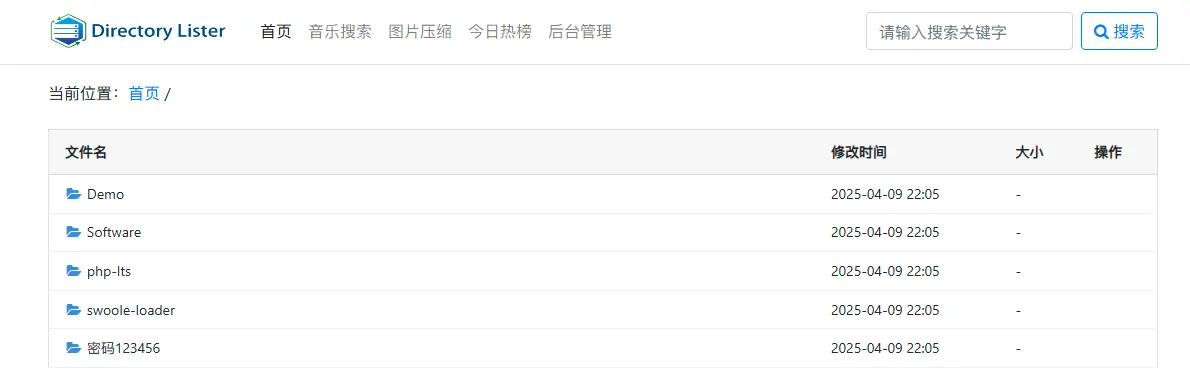 Directory Lister 首页 音乐搜索 图片压缩 今日热榜 后台管理 请输入搜索关键字 搜索
当前位置：首页 /
文件名 修改时间 大小 操作
Demo 2025-04-09 22:05 -
Software 2025-04-09 22:05 -
php-lts 2025-04-09 22:05 -
swoole-loader 2025-04-09 22:05 -
密码123456 2025-04-09 22:05 -